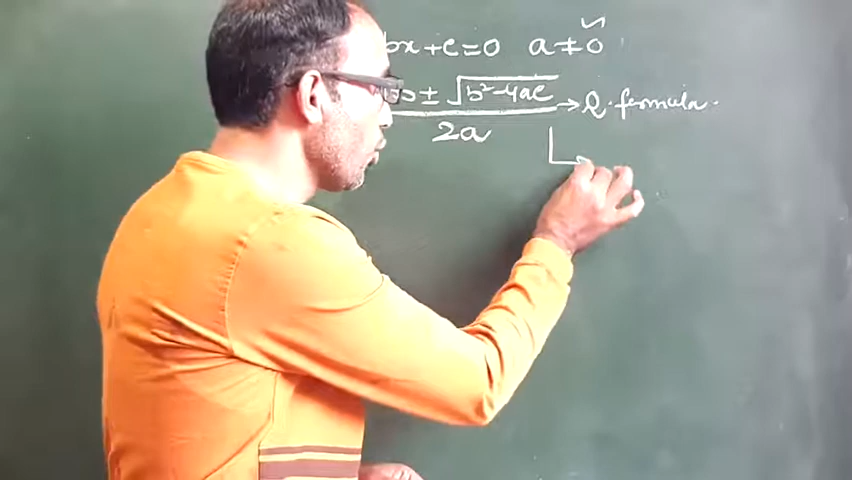 bx+c=0 a≠0
± √b²-4ac → Q. formula.
2a